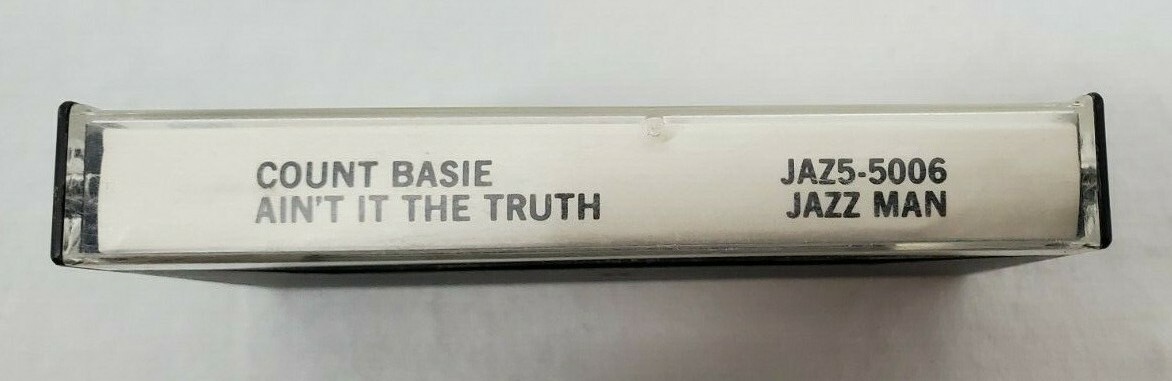 COUNT BASIE
AIN'T IT THE TRUTH
JAZ5-5006
JAZZ MAN